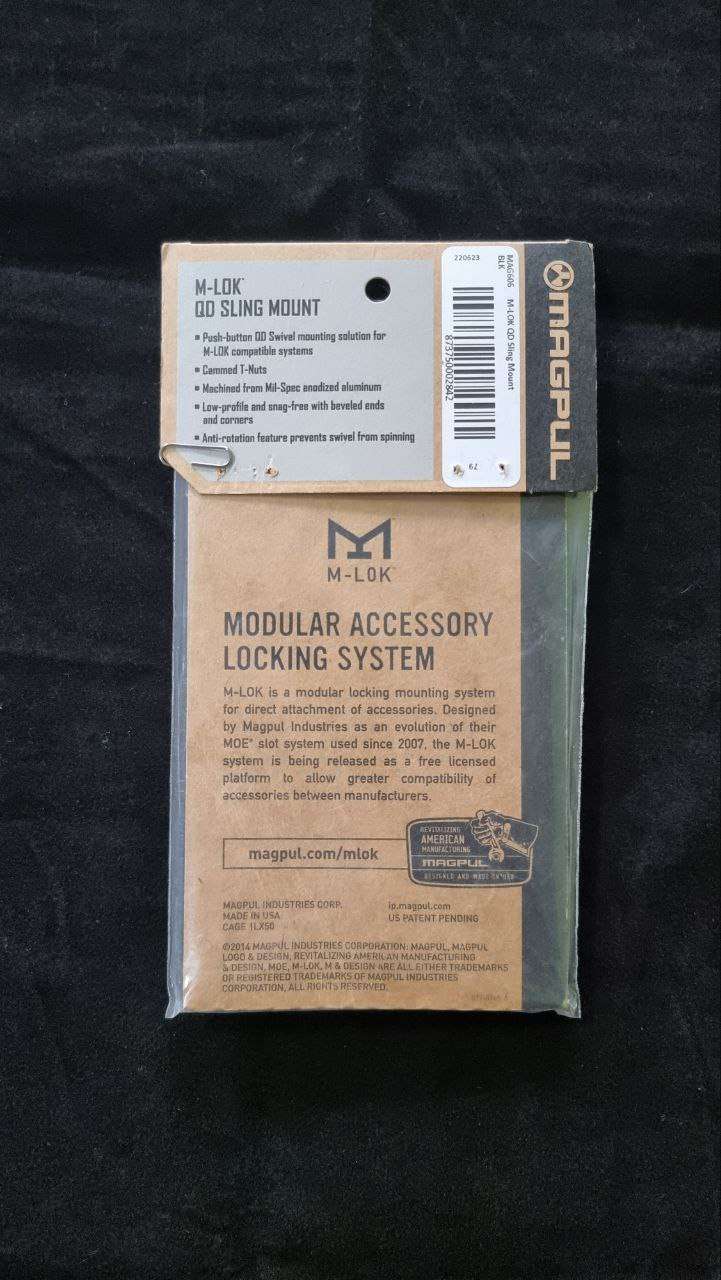 M-LOK™
QD SLING MOUNT
▪ Push-button QD Swivel mounting solution for
M-LOK compatible systems
▪ Cammed T-Nuts
▪ Machined from Mil-Spec anodized aluminum
▪ Low-profile and snag-free with beveled ends
and corners
▪ Anti-rotation feature prevents swivel from spinning
220623
MAG606 M-LOK QD Sling Mount
BLK
873750002842
79
MAGPUL
M-LOK™
MODULAR ACCESSORY
LOCKING SYSTEM
M-LOK is a modular locking mounting system
for direct attachment of accessories. Designed
by Magpul Industries as an evolution of their
MOE® slot system used since 2007, the M-LOK
system is being released as a free licensed
platform to allow greater compatibility of
accessories between manufacturers.
magpul.com/mlok
REVITALIZING
AMERICAN
MANUFACTURING
MAGPUL
DESIGNED AND MADE IN USA
MAGPUL INDUSTRIES CORP.
MADE IN USA
CAGE 1LX50
ip.magpul.com
US PATENT PENDING
©2014 MAGPUL INDUSTRIES CORPORATION: MAGPUL, MAGPUL
LOGO & DESIGN, REVITALIZING AMERICAN MANUFACTURING
& DESIGN, MOE, M-LOK, M & DESIGN ARE ALL EITHER TRADEMARKS
OR REGISTERED TRADEMARKS OF MAGPUL INDUSTRIES
CORPORATION, ALL RIGHTS RESERVED.